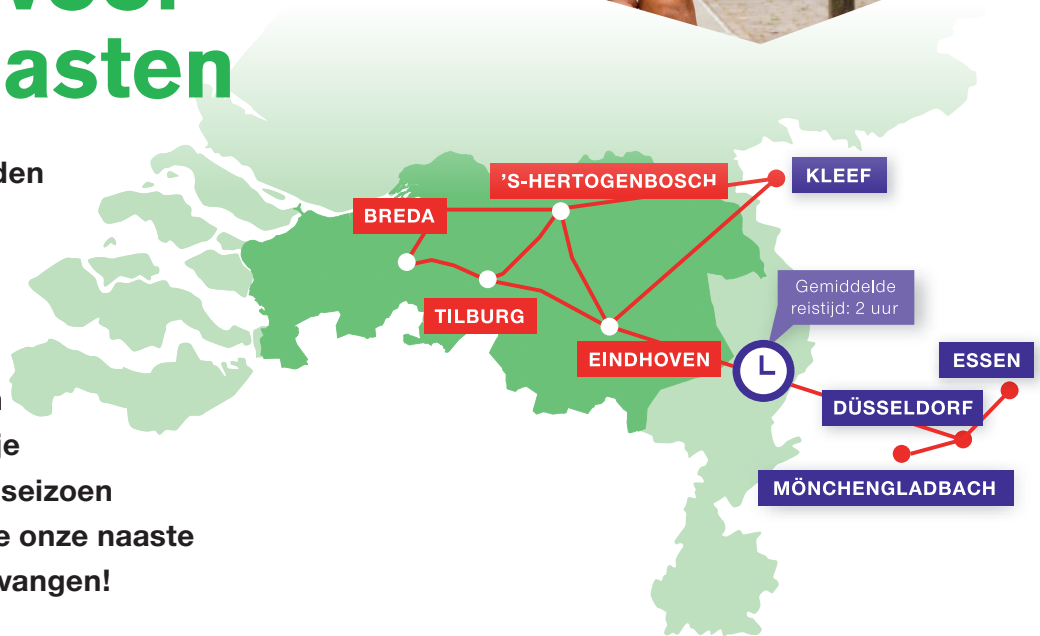 asten
den
'S-HERTOGENBOSCH
KLEEF
BREDA
Gemiddelde
reistijd: 2 uur
TILBURG
EINDHOVEN
ESSEN
DÜSSELDORF
je
MÖNCHENGLADBACH
seizoen
e onze naaste
vangen!